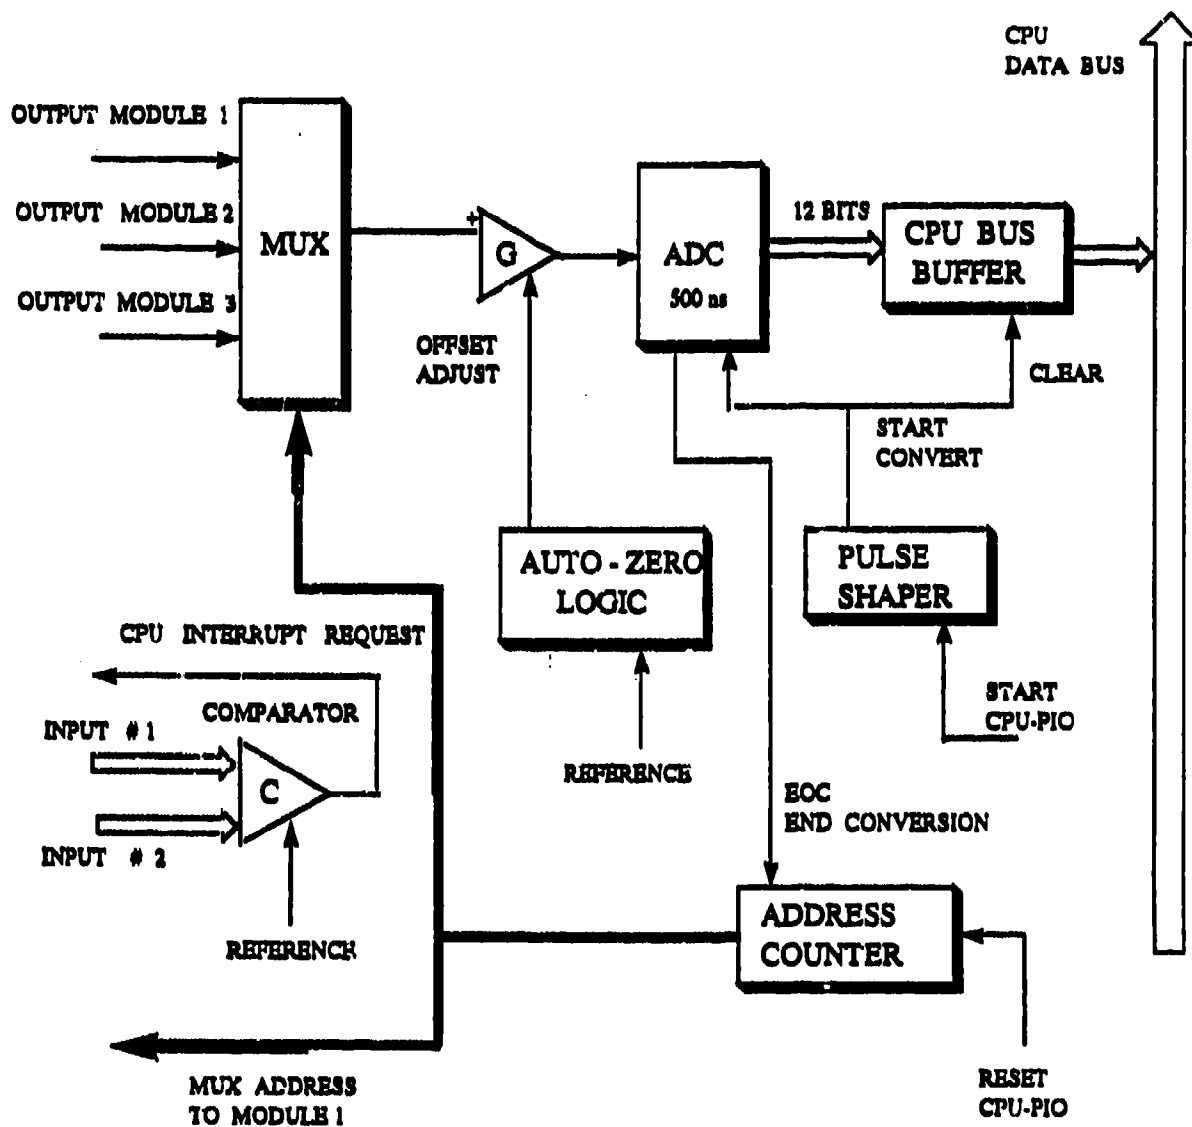 CPU
DATA BUS
OUTPUT MODULE 1
OUTPUT MODULE 2
OUTPUT MODULE 3
MUX
+
G
ADC
500 ns
12 BITS
CPU BUS
BUFFER
OFFSET
ADJUST
CLEAR
START
CONVERT
AUTO - ZERO
LOGIC
PULSE
SHAPER
CPU INTERRUPT REQUEST
COMPARATOR
INPUT # 1
C
INPUT # 2
REFERENCE
REFERENCE
START
CPU-PIO
EOC
END CONVERSION
ADDRESS
COUNTER
MUX ADDRESS
TO MODULE 1
RESET
CPU-PIO